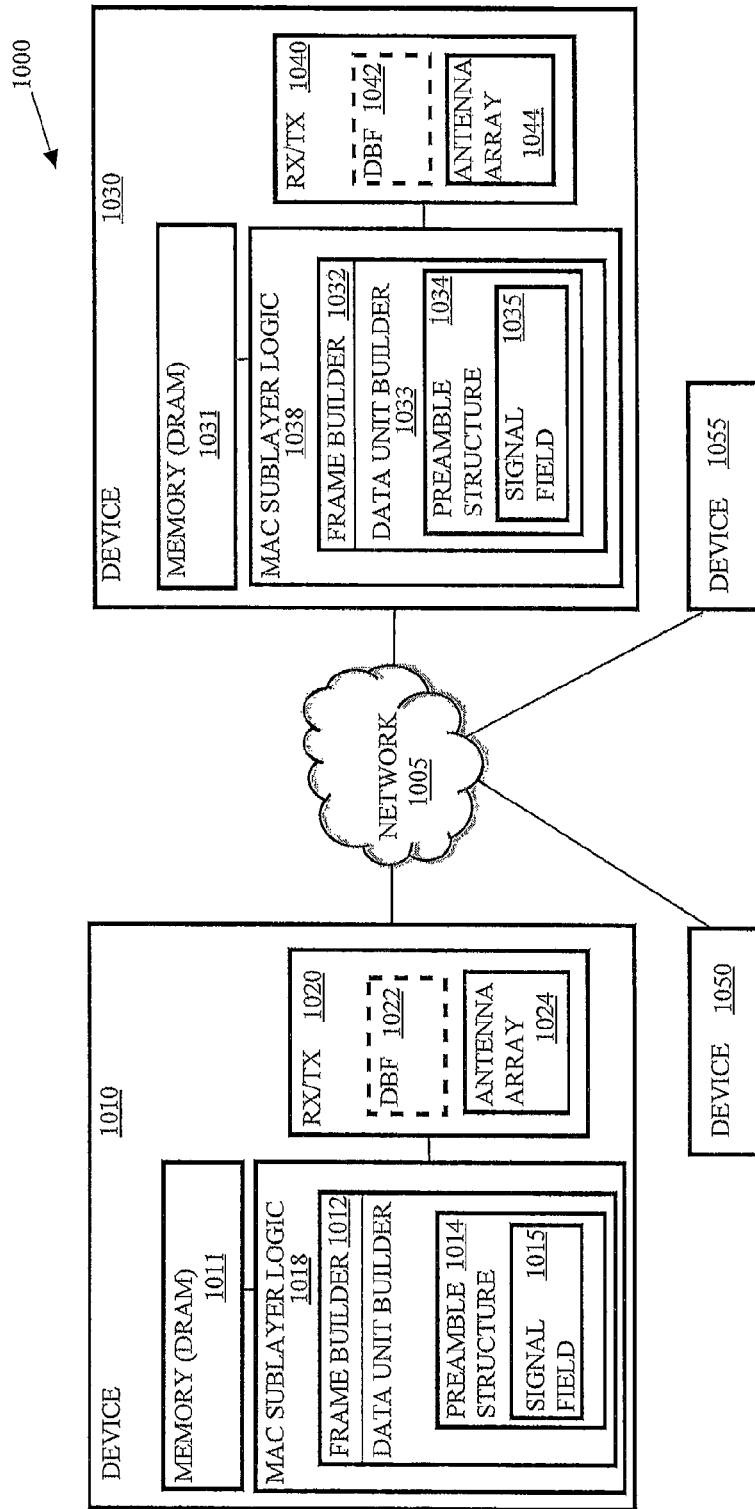 1000
DEVICE 1010
MEMORY (DRAM)
1011
MAC SUBLAYER LOGIC
1018
FRAME BUILDER 1012
DATA UNIT BUILDER
PREAMBLE 1014
STRUCTURE
SIGNAL 1015
FIELD
RX/TX 1020
DBF 1022
ANTENNA
ARRAY
1024
NETWORK
1005
DEVICE 1030
MEMORY (DRAM)
1031
MAC SUBLAYER LOGIC
1038
FRAME BUILDER 1032
DATA UNIT BUILDER
1033
PREAMBLE 1034
STRUCTURE
SIGNAL 1035
FIELD
RX/TX 1040
DBF 1042
ANTENNA
ARRAY
1044
DEVICE 1050
DEVICE 1055